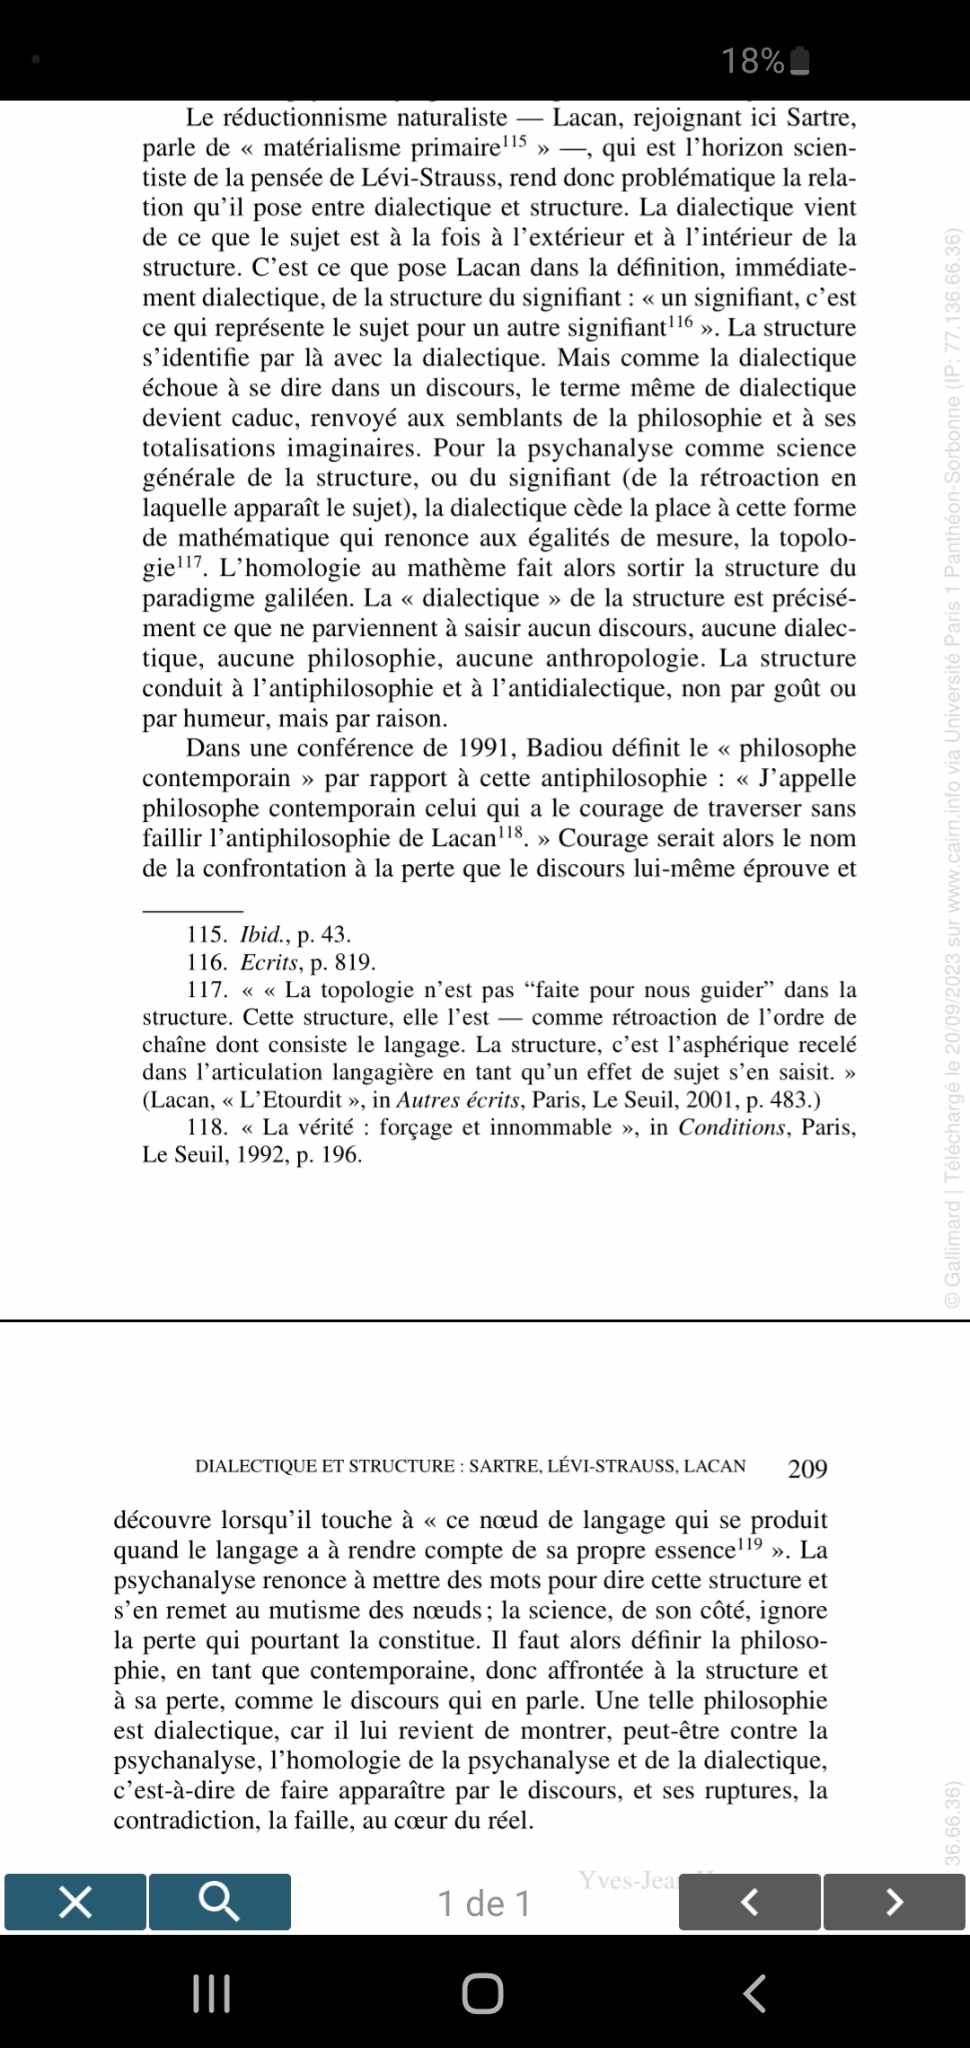 18%
Le réductionnisme naturaliste — Lacan, rejoignant ici Sartre,
parle de « matérialisme primaire115 » —, qui est l’horizon scien-
tiste de la pensée de Lévi-Strauss, rend donc problématique la rela-
tion qu’il pose entre dialectique et structure. La dialectique vient
de ce que le sujet est à la fois à l’extérieur et à l’intérieur de la
structure. C’est ce que pose Lacan dans la définition, immédiate-
ment dialectique, de la structure du signifiant : « un signifiant, c’est
ce qui représente le sujet pour un autre signifiant116 ». La structure
s’identifie par là avec la dialectique. Mais comme la dialectique
échoue à se dire dans un discours, le terme même de dialectique
devient caduc, renvoyé aux semblants de la philosophie et à ses
totalisations imaginaires. Pour la psychanalyse comme science
générale de la structure, ou du signifiant (de la rétroaction en
laquelle apparaît le sujet), la dialectique cède la place à cette forme
de mathématique qui renonce aux égalités de mesure, la topolo-
gie117. L’homologie au mathème fait alors sortir la structure du
paradigme galiléen. La « dialectique » de la structure est précisé-
ment ce que ne parviennent à saisir aucun discours, aucune dialec-
tique, aucune philosophie, aucune anthropologie. La structure
conduit à l’antiphilosophie et à l’antidialectique, non par goût ou
par humeur, mais par raison.
Dans une conférence de 1991, Badiou définit le « philosophe
contemporain » par rapport à cette antiphilosophie : « J’appelle
philosophe contemporain celui qui a le courage de traverser sans
faillir l’antiphilosophie de Lacan118. » Courage serait alors le nom
de la confrontation à la perte que le discours lui-même éprouve et
115. Ibid., p. 43.
116. Ecrits, p. 819.
117. « « La topologie n’est pas “faite pour nous guider” dans la
structure. Cette structure, elle l’est — comme rétroaction de l’ordre de
chaîne dont consiste le langage. La structure, c’est l’asphérique recelé
dans l’articulation langagière en tant qu’un effet de sujet s’en saisit. »
(Lacan, « L’Etourdit », in Autres écrits, Paris, Le Seuil, 2001, p. 483.)
118. « La vérité : forçage et innommable », in Conditions, Paris,
Le Seuil, 1992, p. 196.
© Gallimard | Téléchargé le 20/09/2023 sur www.cairn.info via Université Paris 1 Panthéon-Sorbonne (IP: 77.136.66.36)
DIALECTIQUE ET STRUCTURE : SARTRE, LÉVI-STRAUSS, LACAN 209
découvre lorsqu’il touche à « ce nœud de langage qui se produit
quand le langage a à rendre compte de sa propre essence119 ». La
psychanalyse renonce à mettre des mots pour dire cette structure et
s’en remet au mutisme des nœuds ; la science, de son côté, ignore
la perte qui pourtant la constitue. Il faut alors définir la philoso-
phie, en tant que contemporaine, donc affrontée à la structure et
à sa perte, comme le discours qui en parle. Une telle philosophie
est dialectique, car il lui revient de montrer, peut-être contre la
psychanalyse, l’homologie de la psychanalyse et de la dialectique,
c’est-à-dire de faire apparaître par le discours, et ses ruptures, la
contradiction, la faille, au cœur du réel.
36.66.36)
Yves-Jea
1 de 1